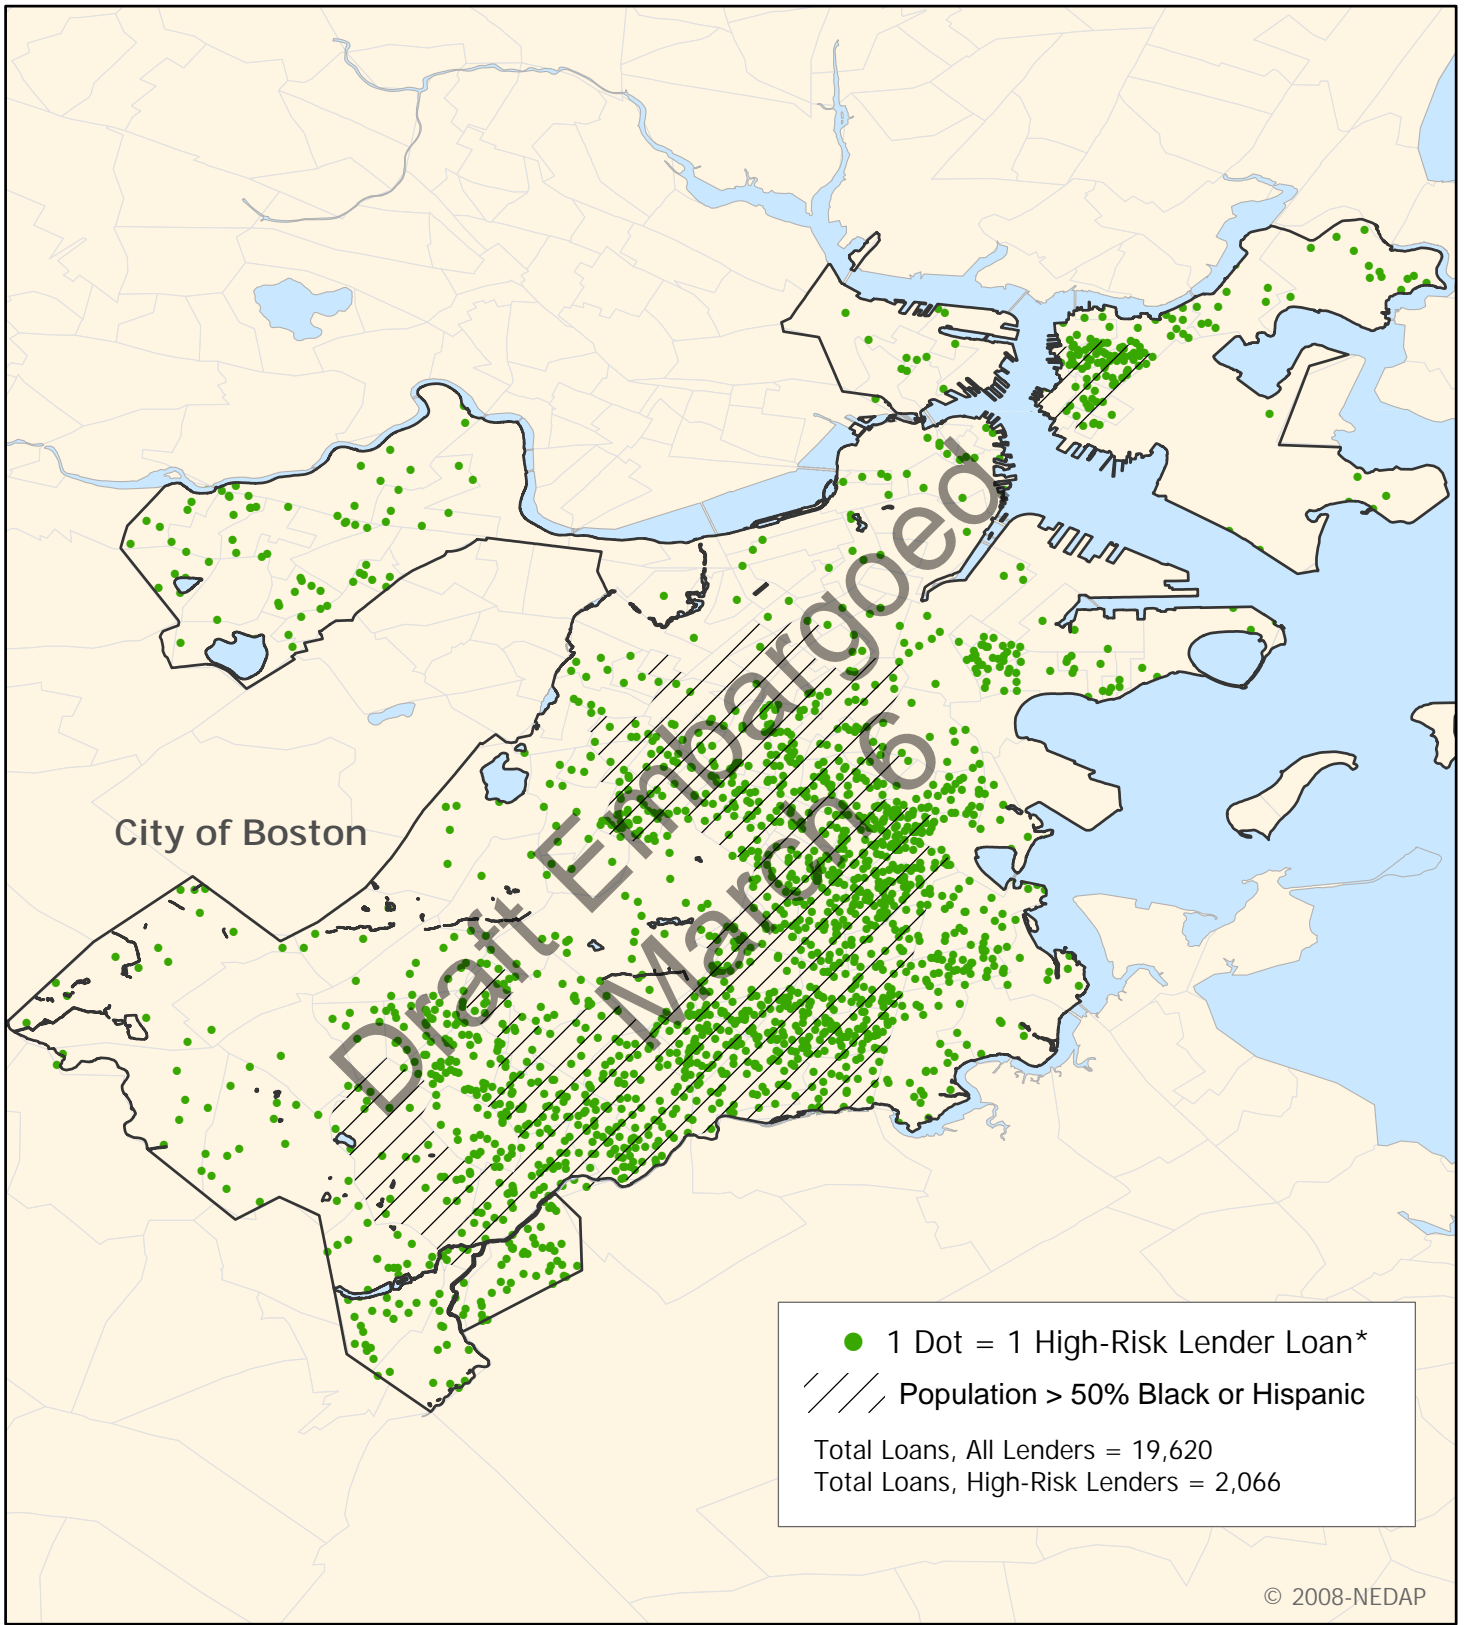 City of Boston
Draft Embargoed
March 6
1 Dot = 1 High-Risk Lender Loan*
Population > 50% Black or Hispanic
Total Loans, All Lenders = 19,620
Total Loans, High-Risk Lenders = 2,066
© 2008-NEDAP